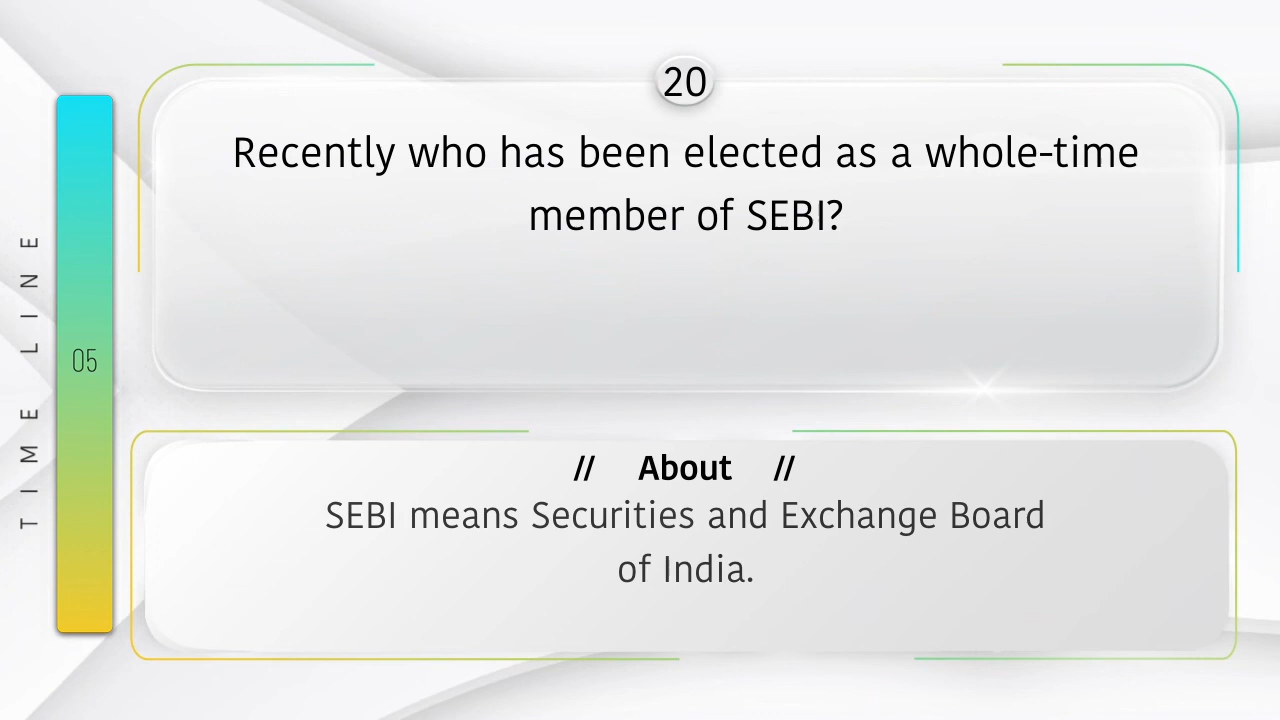 20
Recently who has been elected as a whole-time
member of SEBI?
TIME LINE
05
// About //
SEBI means Securities and Exchange Board
of India.